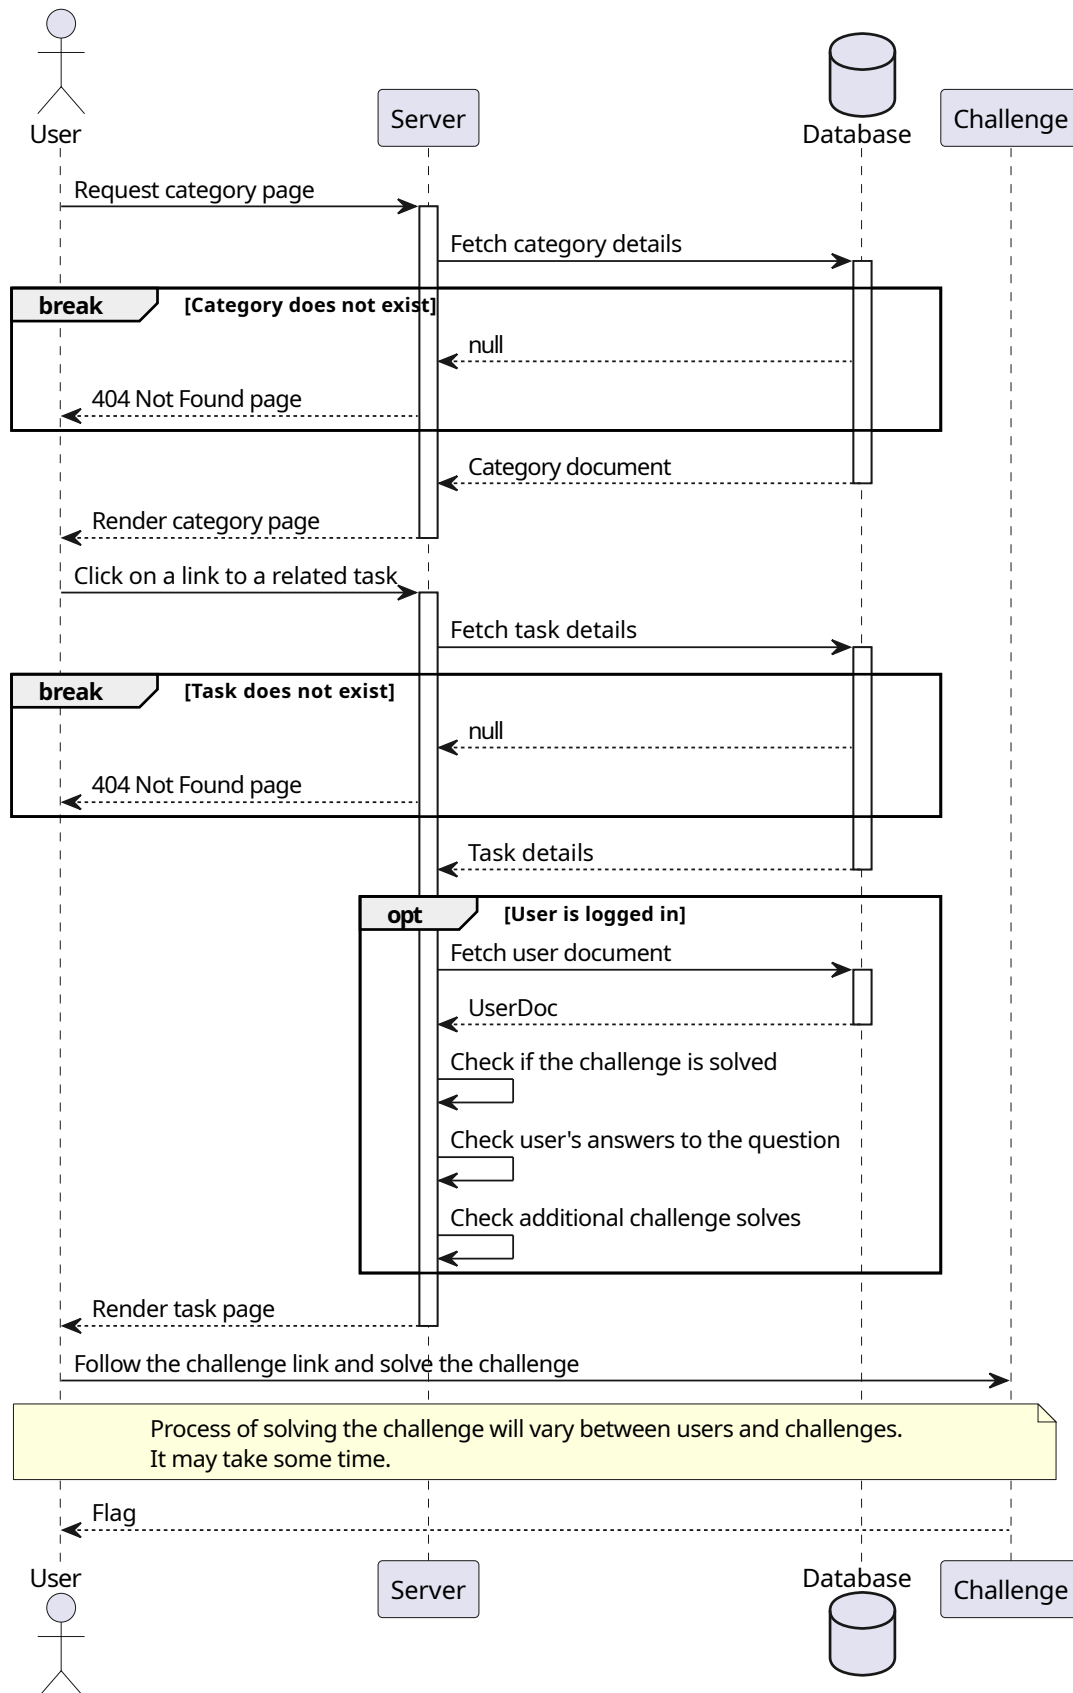 User
Server
Database
Challenge
Request category page
Fetch category details
break
[Category does not exist]
null
404 Not Found page
Category document
Render category page
Click on a link to a related task
Fetch task details
break
[Task does not exist]
null
404 Not Found page
Task details
opt
[User is logged in]
Fetch user document
UserDoc
Check if the challenge is solved
Check user's answers to the question
Check additional challenge solves
Render task page
Follow the challenge link and solve the challenge
Process of solving the challenge will vary between users and challenges.
It may take some time.
Flag
User
Server
Database
Challenge